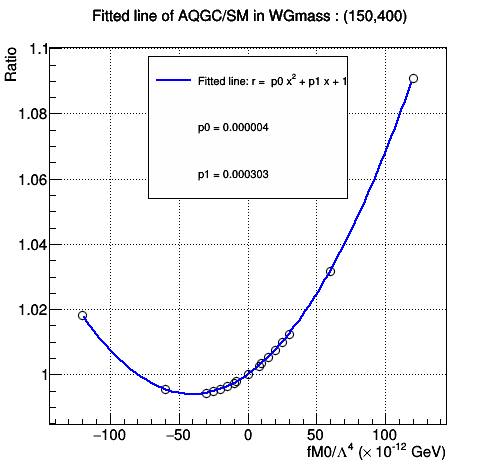 Fitted line of AQGC/SM in WGmass : (150,400)
Ratio
1.1
1.08
1.06
1.04
1.02
1
Fitted line: r = p0 x² + p1 x + 1
p0 = 0.000004
p1 = 0.000303
−100 −50 0 50 100
fM0/Λ⁴ (× 10⁻¹² GeV)